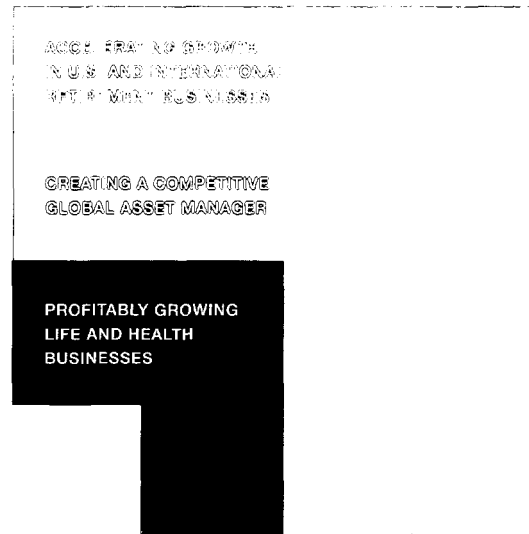 ACCELERATING GROWTH
IN U.S. AND INTERNATIONAL
RETIREMENT BUSINESSES
CREATING A COMPETITIVE
GLOBAL ASSET MANAGER
PROFITABLY GROWING
LIFE AND HEALTH
BUSINESSES